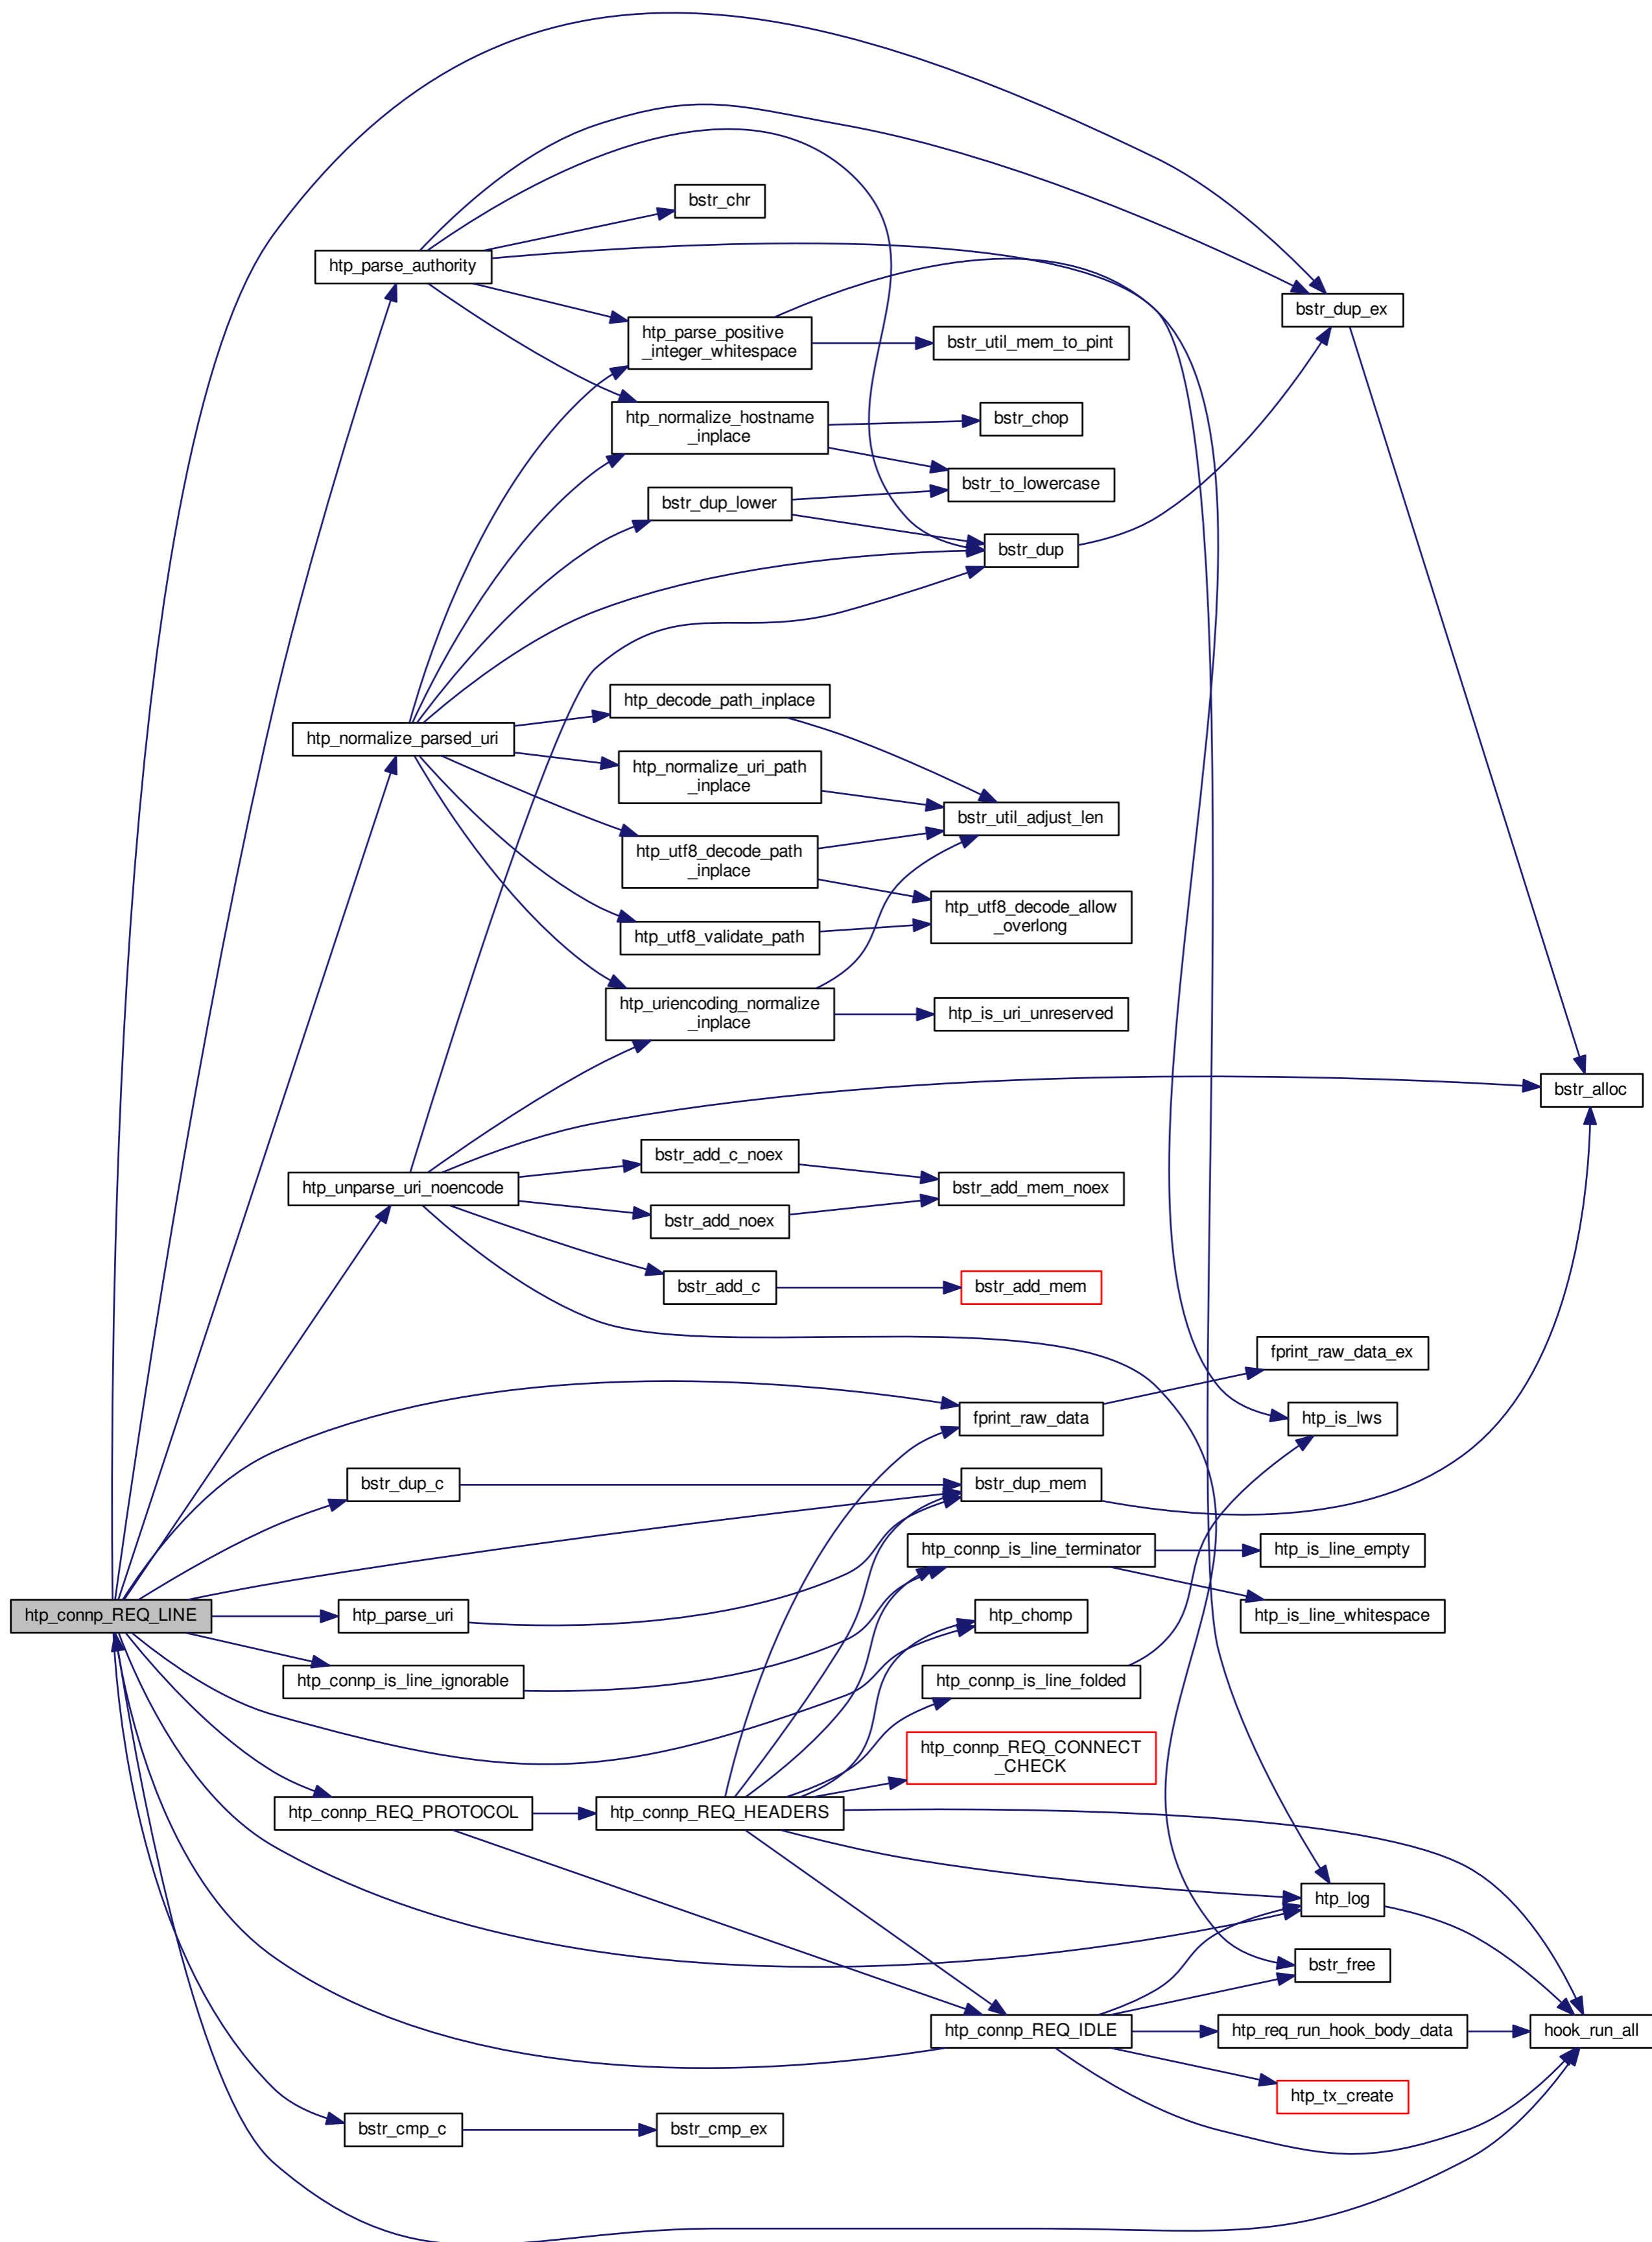 bstr_chr
htp_parse_authority
bstr_dup_ex
htp_parse_positive
_integer_whitespace
bstr_util_mem_to_pint
htp_normalize_hostname
_inplace
bstr_chop
bstr_to_lowercase
bstr_dup_lower
bstr_dup
htp_decode_path_inplace
htp_normalize_parsed_uri
htp_normalize_uri_path
_inplace
bstr_util_adjust_len
htp_utf8_decode_path
_inplace
htp_utf8_decode_allow
_overlong
htp_utf8_validate_path
htp_uriencoding_normalize
_inplace
htp_is_uri_unreserved
bstr_alloc
bstr_add_c_noex
htp_unparse_uri_noencode
bstr_add_mem_noex
bstr_add_noex
bstr_add_c
bstr_add_mem
fprint_raw_data_ex
fprint_raw_data
htp_is_lws
bstr_dup_c
bstr_dup_mem
htp_connp_is_line_terminator
htp_is_line_empty
htp_connp_REQ_LINE
htp_parse_uri
htp_chomp
htp_is_line_whitespace
htp_connp_is_line_ignorable
htp_connp_is_line_folded
htp_connp_REQ_CONNECT
_CHECK
htp_connp_REQ_PROTOCOL
htp_connp_REQ_HEADERS
htp_log
bstr_free
htp_connp_REQ_IDLE
htp_req_run_hook_body_data
hook_run_all
htp_tx_create
bstr_cmp_c
bstr_cmp_ex